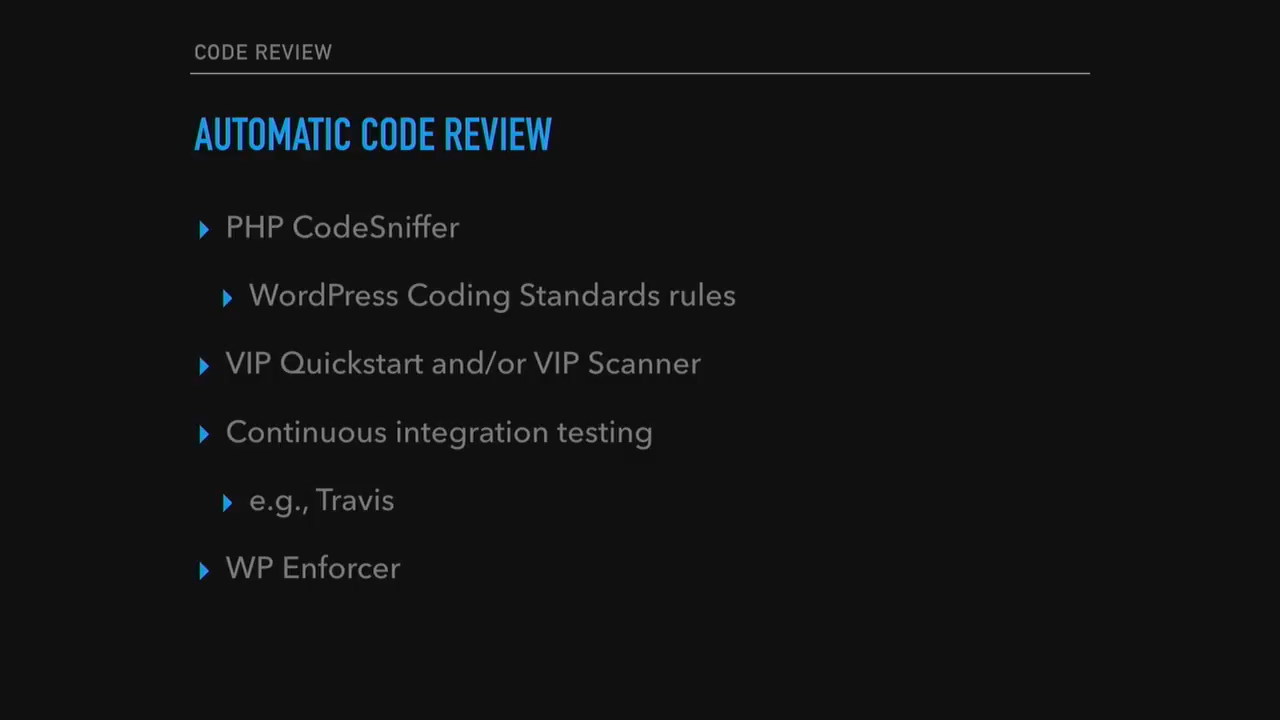 CODE REVIEW
AUTOMATIC CODE REVIEW
PHP CodeSniffer
WordPress Coding Standards rules
VIP Quickstart and/or VIP Scanner
Continuous integration testing
e.g., Travis
WP Enforcer